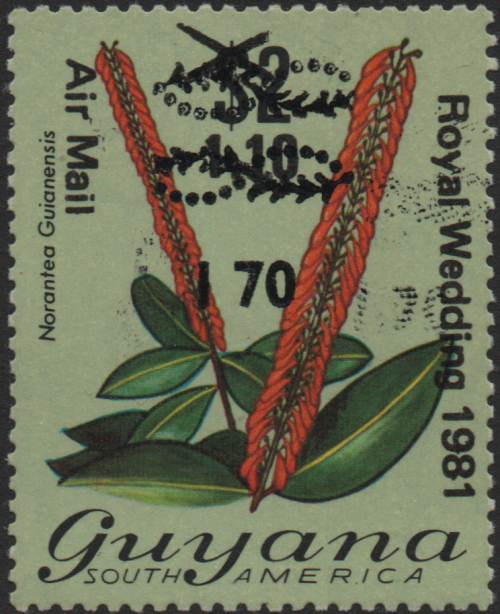 $2
1.10
1 70
Air Mail
Norantea Guianensis
Royal Wedding 1981
Guyana
SOUTH AMERICA